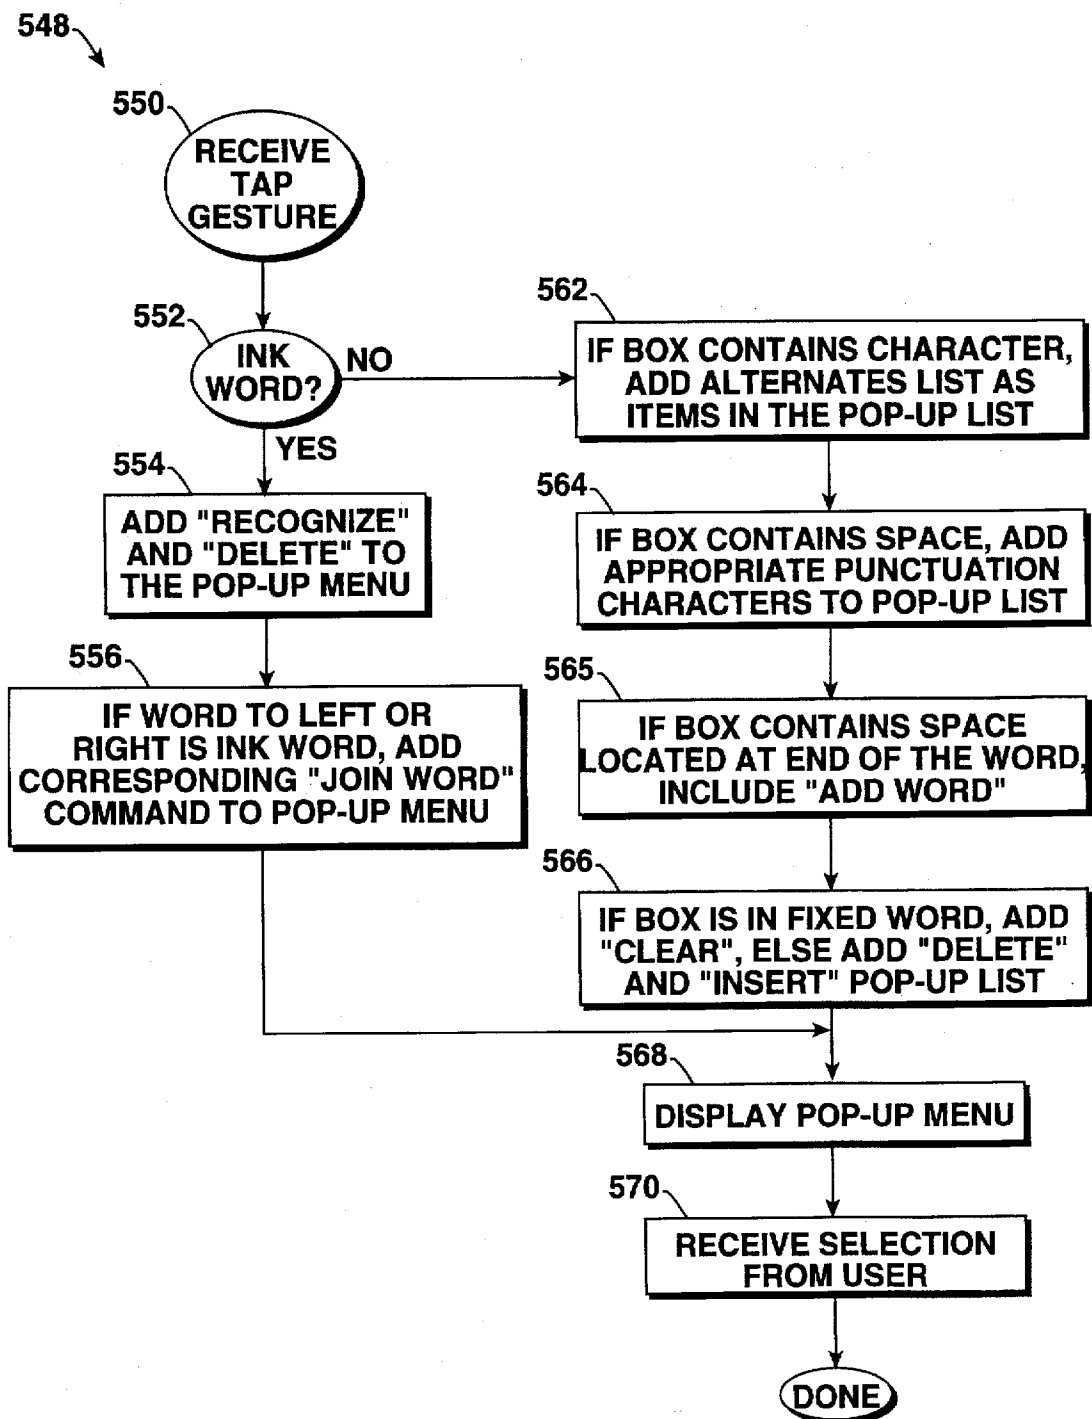 548
550
RECEIVE
TAP
GESTURE
552
INK
WORD?
NO
YES
554
ADD "RECOGNIZE"
AND "DELETE" TO
THE POP-UP MENU
556
IF WORD TO LEFT OR
RIGHT IS INK WORD, ADD
CORRESPONDING "JOIN WORD"
COMMAND TO POP-UP MENU
562
IF BOX CONTAINS CHARACTER,
ADD ALTERNATES LIST AS
ITEMS IN THE POP-UP LIST
564
IF BOX CONTAINS SPACE, ADD
APPROPRIATE PUNCTUATION
CHARACTERS TO POP-UP LIST
565
IF BOX CONTAINS SPACE
LOCATED AT END OF THE WORD,
INCLUDE "ADD WORD"
566
IF BOX IS IN FIXED WORD, ADD
"CLEAR", ELSE ADD "DELETE"
AND "INSERT" POP-UP LIST
568
DISPLAY POP-UP MENU
570
RECEIVE SELECTION
FROM USER
DONE